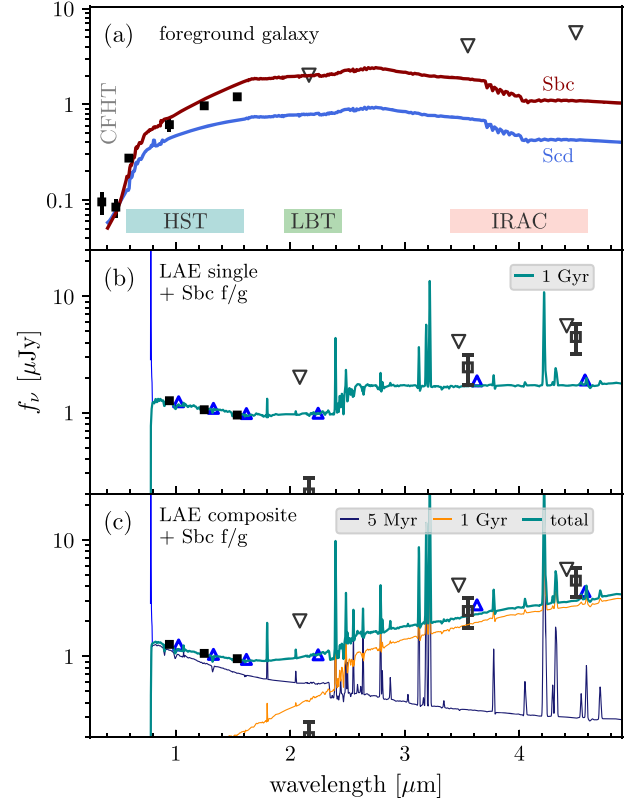 10
(a) foreground galaxy
CFHT
Sbc
1
Scd
0.1
HST LBT IRAC
(b) LAE single
+ Sbc f/g
1 Gyr
10
f_ν [μJy]
1
(c) LAE composite
+ Sbc f/g
5 Myr 1 Gyr total
10
1
1 2 3 4
wavelength [μm]